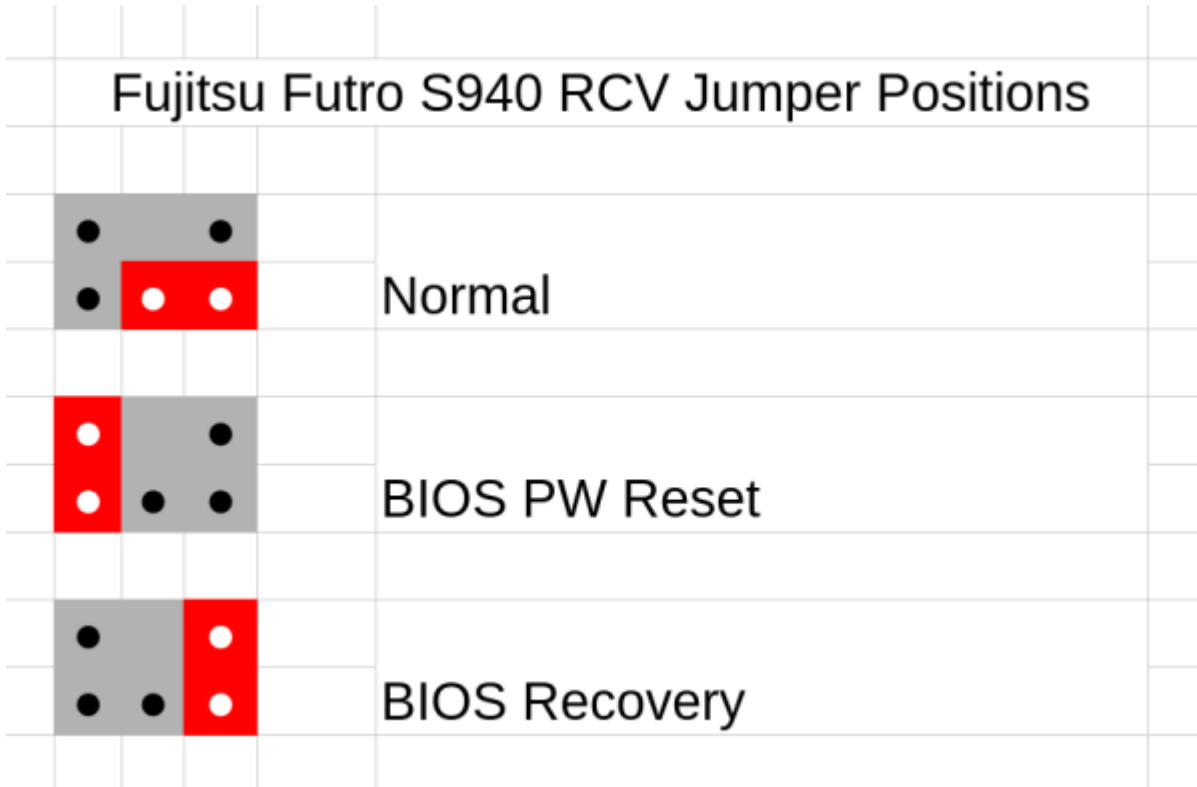 Fujitsu Futro S940 RCV Jumper Positions
Normal
BIOS PW Reset
BIOS Recovery